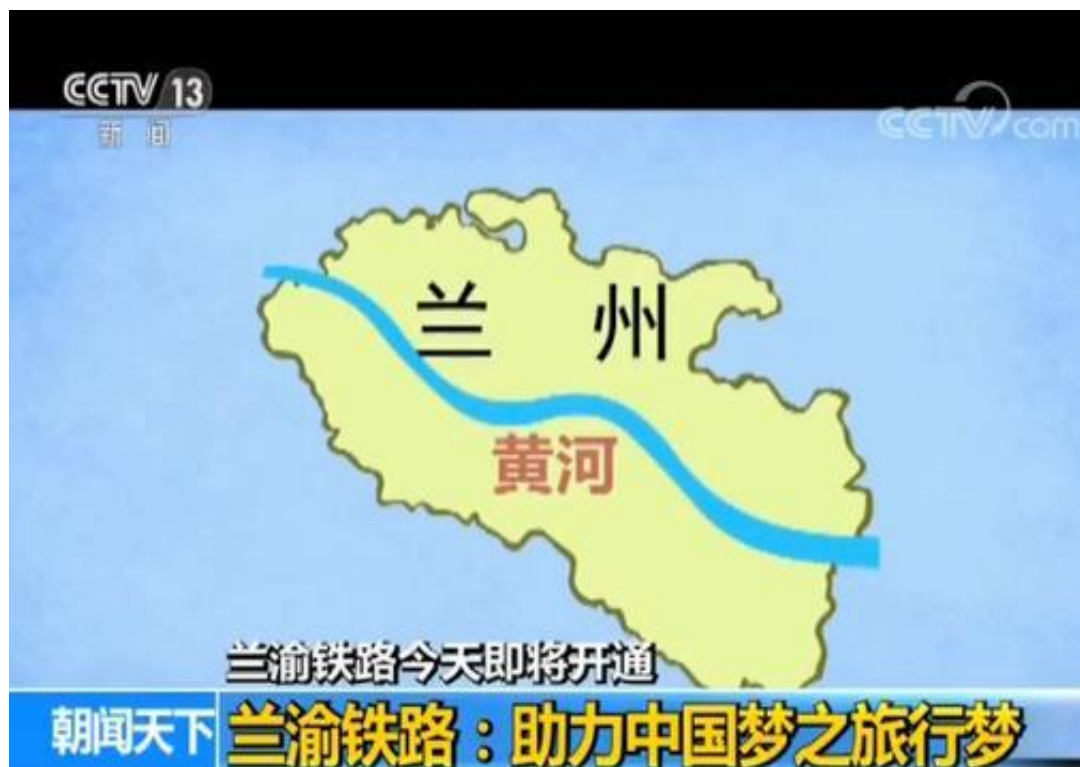 CCTV 13
新闻
CCTV.com
兰 州
黄河
兰渝铁路今天即将开通
朝闻天下
兰渝铁路：助力中国梦之旅行梦